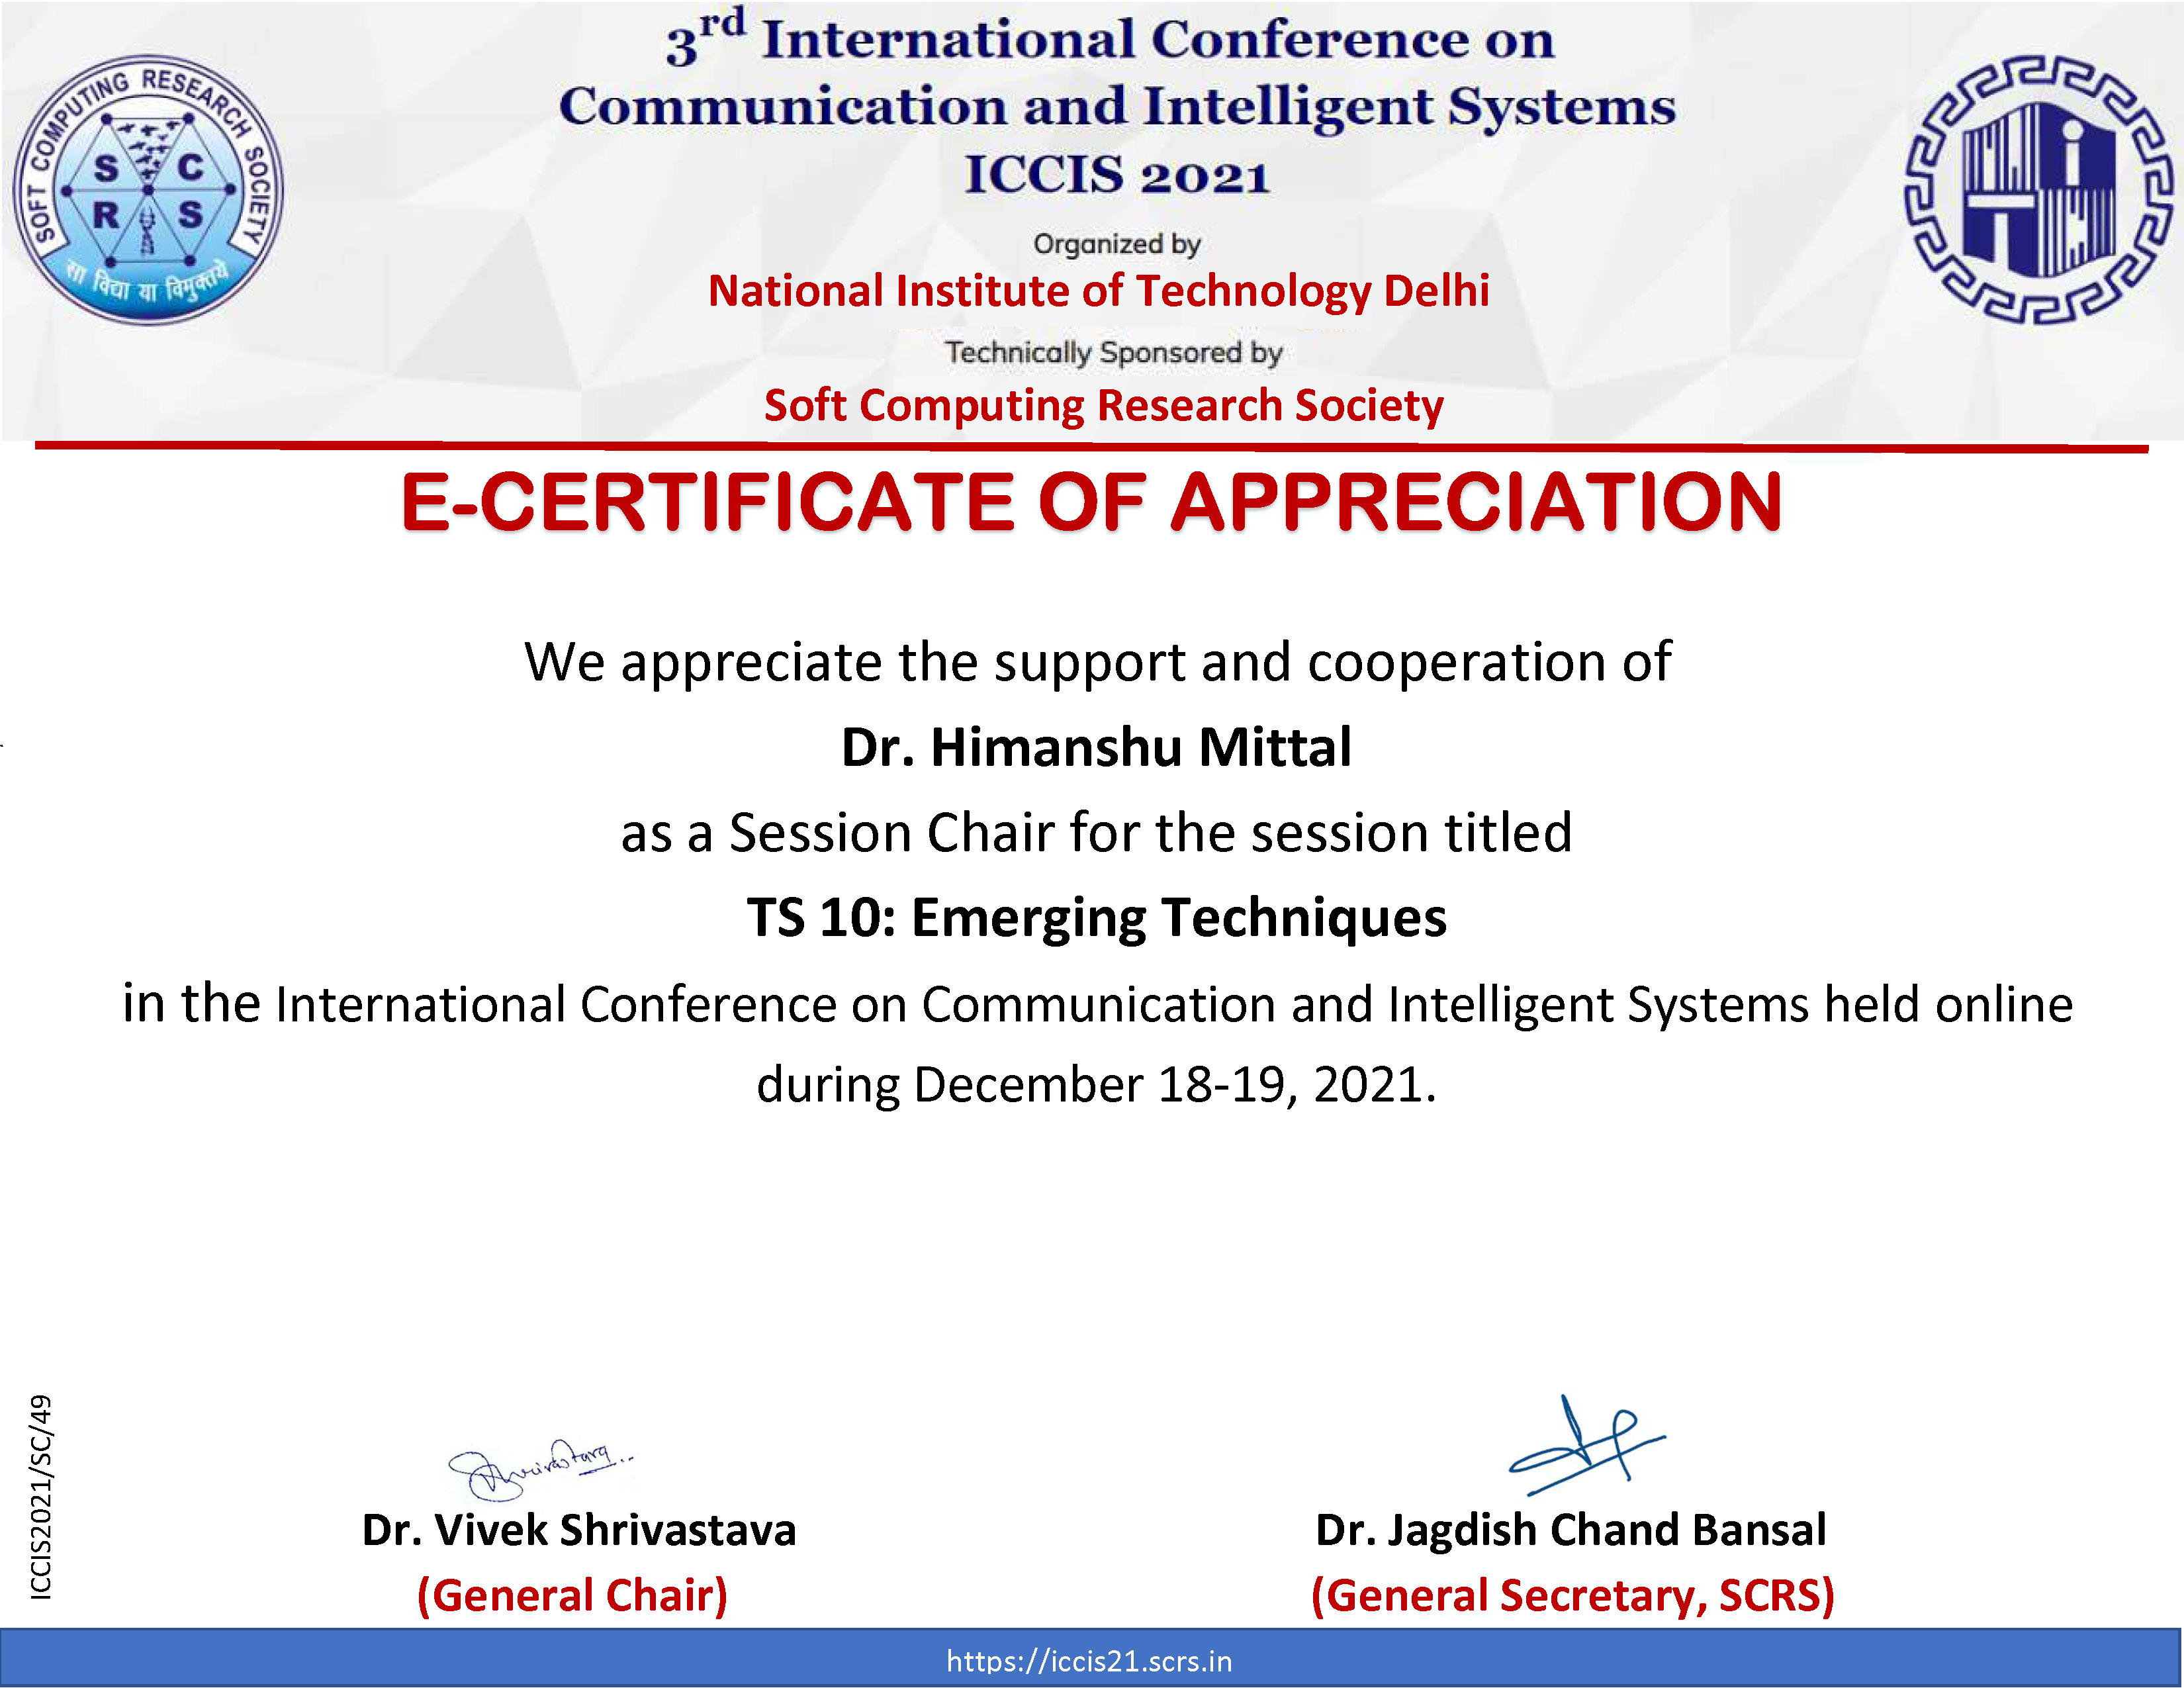 SOFT COMPUTING RESEARCH SOCIETY
S C
R S
सा विद्या या विमुक्तये
3rd International Conference on
Communication and Intelligent Systems
ICCIS 2021
Organized by
National Institute of Technology Delhi
Technically Sponsored by
Soft Computing Research Society
E-CERTIFICATE OF APPRECIATION
We appreciate the support and cooperation of
Dr. Himanshu Mittal
as a Session Chair for the session titled
TS 10: Emerging Techniques
in the International Conference on Communication and Intelligent Systems held online
during December 18-19, 2021.
ICCIS2021/SC/49
Shrivastava
Dr. Vivek Shrivastava
(General Chair)
Dr. Jagdish Chand Bansal
(General Secretary, SCRS)
https://iccis21.scrs.in